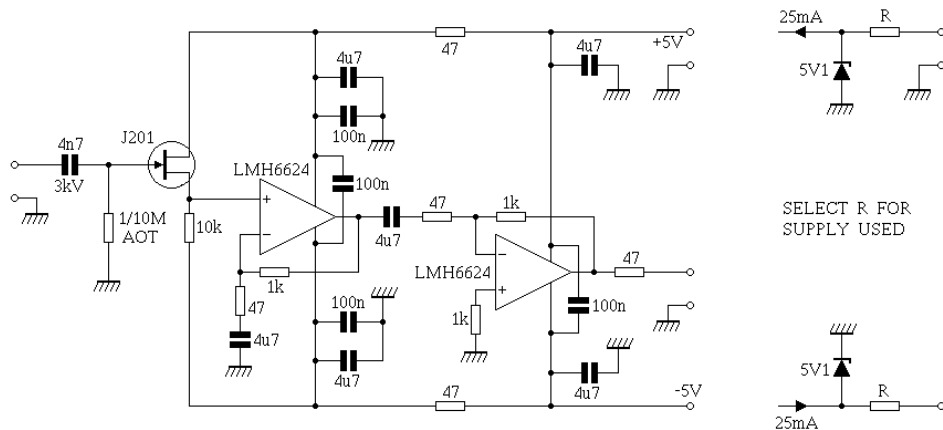 47
+5V
4u7
4u7
100n
J201
4n7
3kV
1/10M
AOT
10k
LMH6624
100n
4u7
47
1k
LMH6624
1k
47
4u7
100n
4u7
1k
47
100n
4u7
47
-5V
25mA
R
5V1
SELECT R FOR
SUPPLY USED
5V1
25mA
R
+
−
−
+